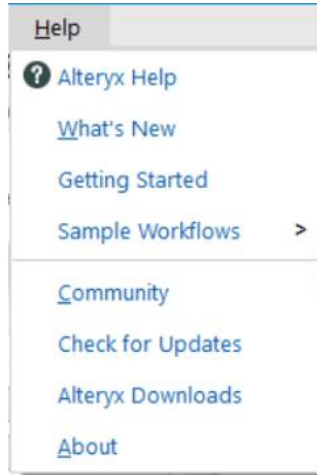 Help
? Alteryx Help
What's New
Getting Started
Sample Workflows >
Community
Check for Updates
Alteryx Downloads
About